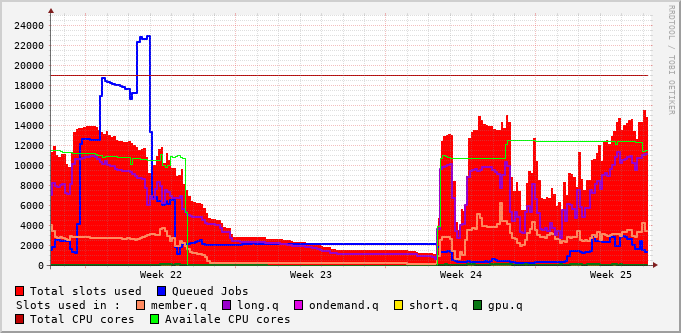 24000
22000
20000
18000
16000
14000
12000
10000
8000
6000
4000
2000
0
Week 22 Week 23 Week 24 Week 25
RRDTOOL / TOBI OETIKER
Total slots used Queued Jobs
Slots used in : member.q long.q ondemand.q short.q gpu.q
Total CPU cores Availale CPU cores